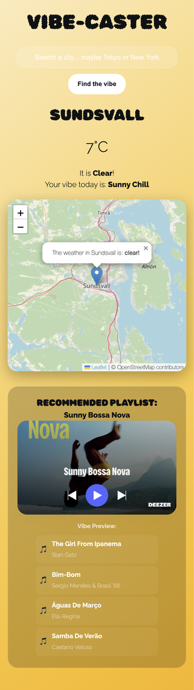 VIBE-CASTER
Search a city... maybe Tokyo or New York
Find the vibe
SUNDSVALL
7°C
It is Clear!
Your vibe today is: Sunny Chill
+
−
Timrå
×
The weather in Sundsvall is: clear!
Alnön
Sundsvall
Leaflet | © OpenStreetMap contributors
RECOMMENDED PLAYLIST:
Sunny Bossa Nova
Nova
Sunny Bossa Nova
DEEZER
Vibe Preview:
The Girl From Ipanema
Stan Getz
Bim-Bom
Sergio Mendes & Brasil '66
Águas De Março
Elis Regina
Samba De Verão
Caetano Veloso